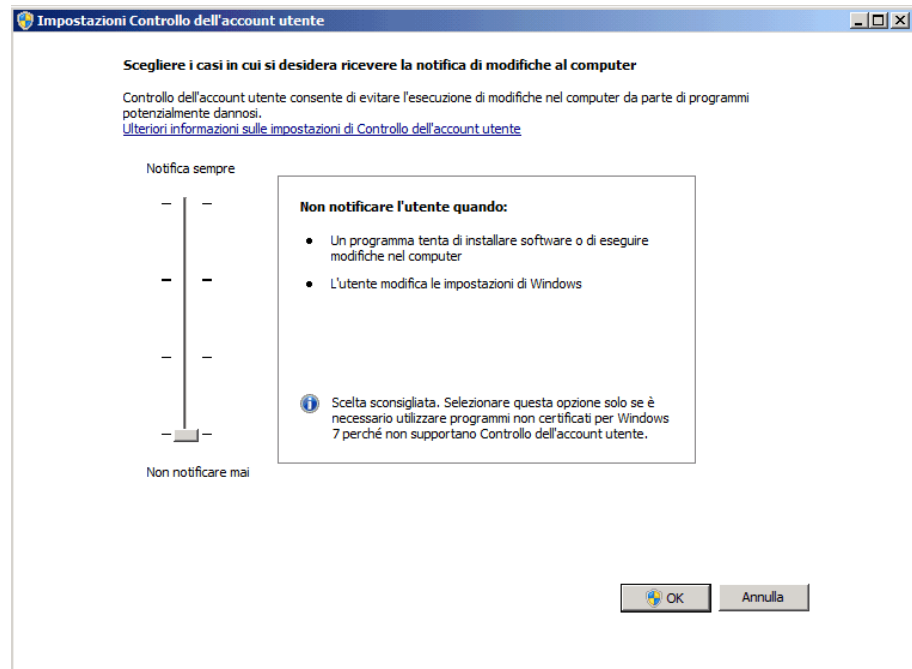 Impostazioni Controllo dell'account utente
Scegliere i casi in cui si desidera ricevere la notifica di modifiche al computer
Controllo dell'account utente consente di evitare l'esecuzione di modifiche nel computer da parte di programmi
potenzialmente dannosi.
Ulteriori informazioni sulle impostazioni di Controllo dell'account utente
Notifica sempre
Non notificare l'utente quando:
Un programma tenta di installare software o di eseguire
modifiche nel computer
L'utente modifica le impostazioni di Windows
Scelta sconsigliata. Selezionare questa opzione solo se è
necessario utilizzare programmi non certificati per Windows
7 perché non supportano Controllo dell'account utente.
Non notificare mai
OK
Annulla